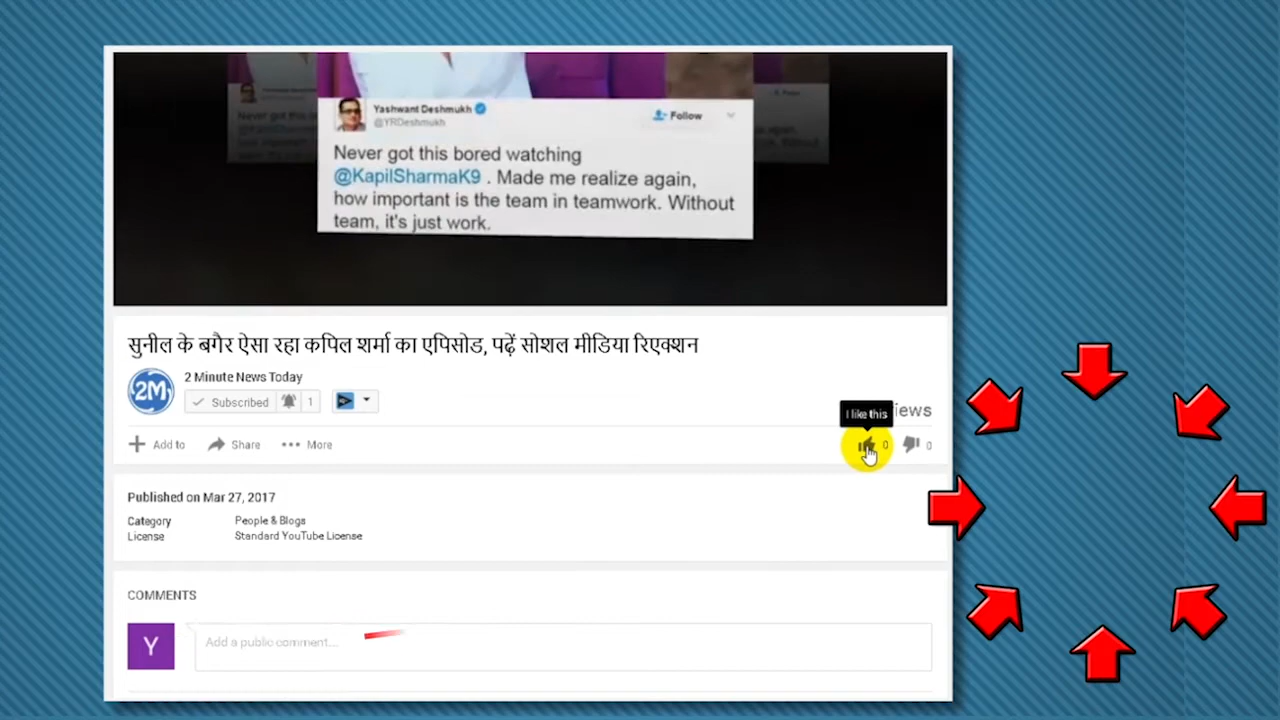 Yashwant Deshmukh
@YRDeshmukh
Follow
Never got this bored watching
@KapilSharmaK9 . Made me realize again,
how important is the team in teamwork. Without
team, it's just work.
सुनील के बगैर ऐसा रहा कपिल शर्मा का एपिसोड, पढ़ें सोशल मीडिया रिएक्शन
2M
2 Minute News Today
Subscribed 1
I like this
iews
Add to Share More 0 0
Published on Mar 27, 2017
Category People & Blogs
License Standard YouTube License
COMMENTS
Y
Add a public comment...